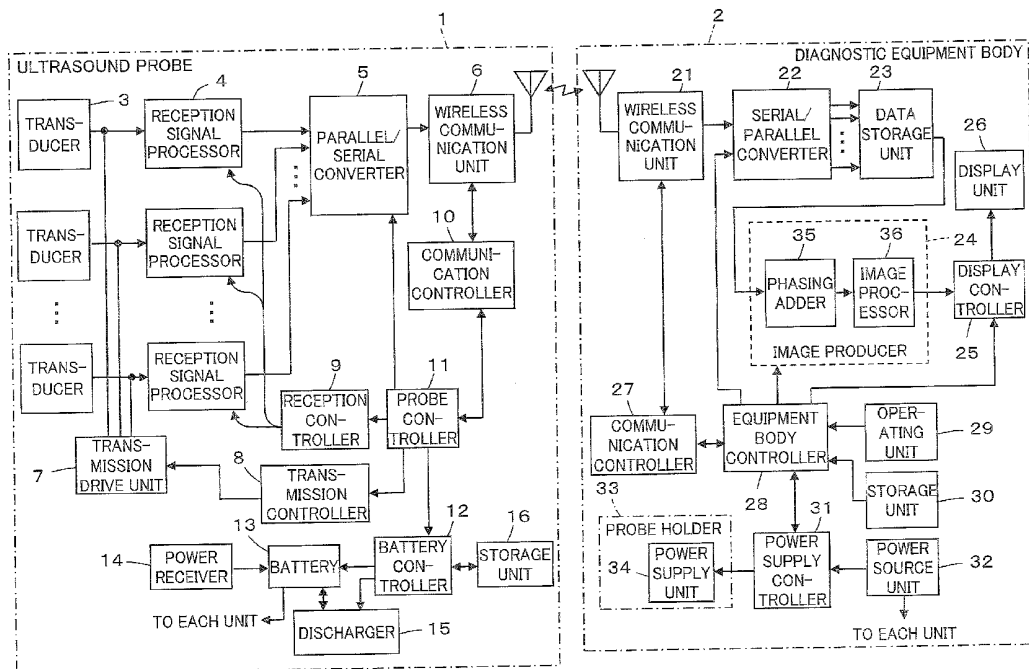 1
ULTRASOUND PROBE
3
TRANS-
DUCER
4
RECEPTION
SIGNAL
PROCESSOR
5
PARALLEL/
SERIAL
CONVERTER
6
WIRELESS
COMMU-
NICATION
UNIT
TRANS-
DUCER
RECEPTION
SIGNAL
PROCESSOR
10
COMMUNI-
CATION
CONTROLLER
TRANS-
DUCER
RECEPTION
SIGNAL
PROCESSOR
9
RECEPTION
CON-
TROLLER
11
PROBE
CON-
TROLLER
7
TRANS-
MISSION
DRIVE UNIT
8
TRANS-
MISSION
CONTROLLER
14
POWER
RECEIVER
13
BATTERY
12
BATTERY
CON-
TROLLER
16
STORAGE
UNIT
TO EACH UNIT
DISCHARGER
15
2
DIAGNOSTIC EQUIPMENT BODY
21
WIRELESS
COMMU-
NICATION
UNIT
22
SERIAL/
PARALLEL
CONVERTER
23
DATA
STORAGE
UNIT
26
DISPLAY
UNIT
35
PHASING
ADDER
36
IMAGE
PROC-
ESSOR
24
IMAGE PRODUCER
DISPLAY
CON-
TROLLER
25
27
COMMU-
NICATION
CONTROLLER
EQUIPMENT
BODY
CONTROLLER
28
OPER-
ATING
UNIT
29
STORAGE
UNIT
30
33
PROBE HOLDER
34
POWER
SUPPLY
UNIT
31
POWER
SUPPLY
CON-
TROLLER
POWER
SOURCE
UNIT
32
TO EACH UNIT